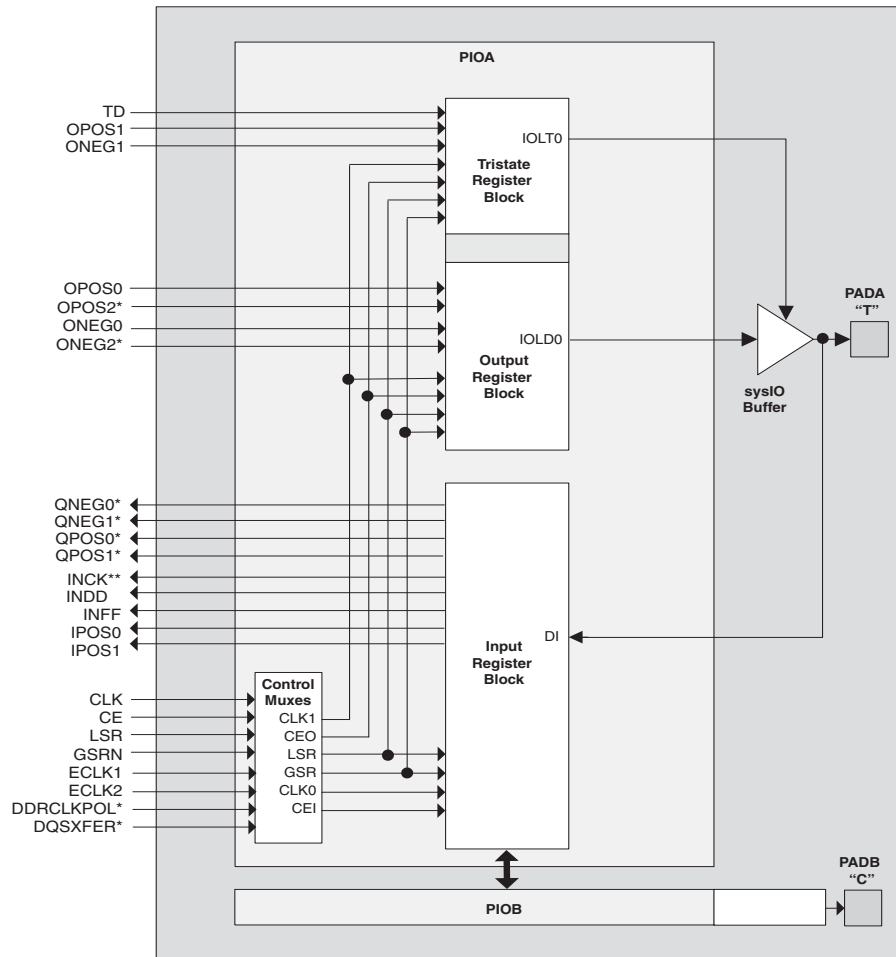 PIOA
TD
OPOS1
ONEG1
IOLT0
Tristate
Register
Block
OPOS0
OPOS2*
ONEG0
ONEG2*
IOLD0
Output
Register
Block
PADA
“T”
sysIO
Buffer
QNEG0*
QNEG1*
QPOS0*
QPOS1*
INCK**
INDD
INFF
IPOS0
IPOS1
DI
Input
Register
Block
CLK
CE
LSR
GSRN
ECLK1
ECLK2
DDRCLKPOL*
DQSXFER*
Control
Muxes
CLK1
CEO
LSR
GSR
CLK0
CEI
PADB
“C”
PIOB